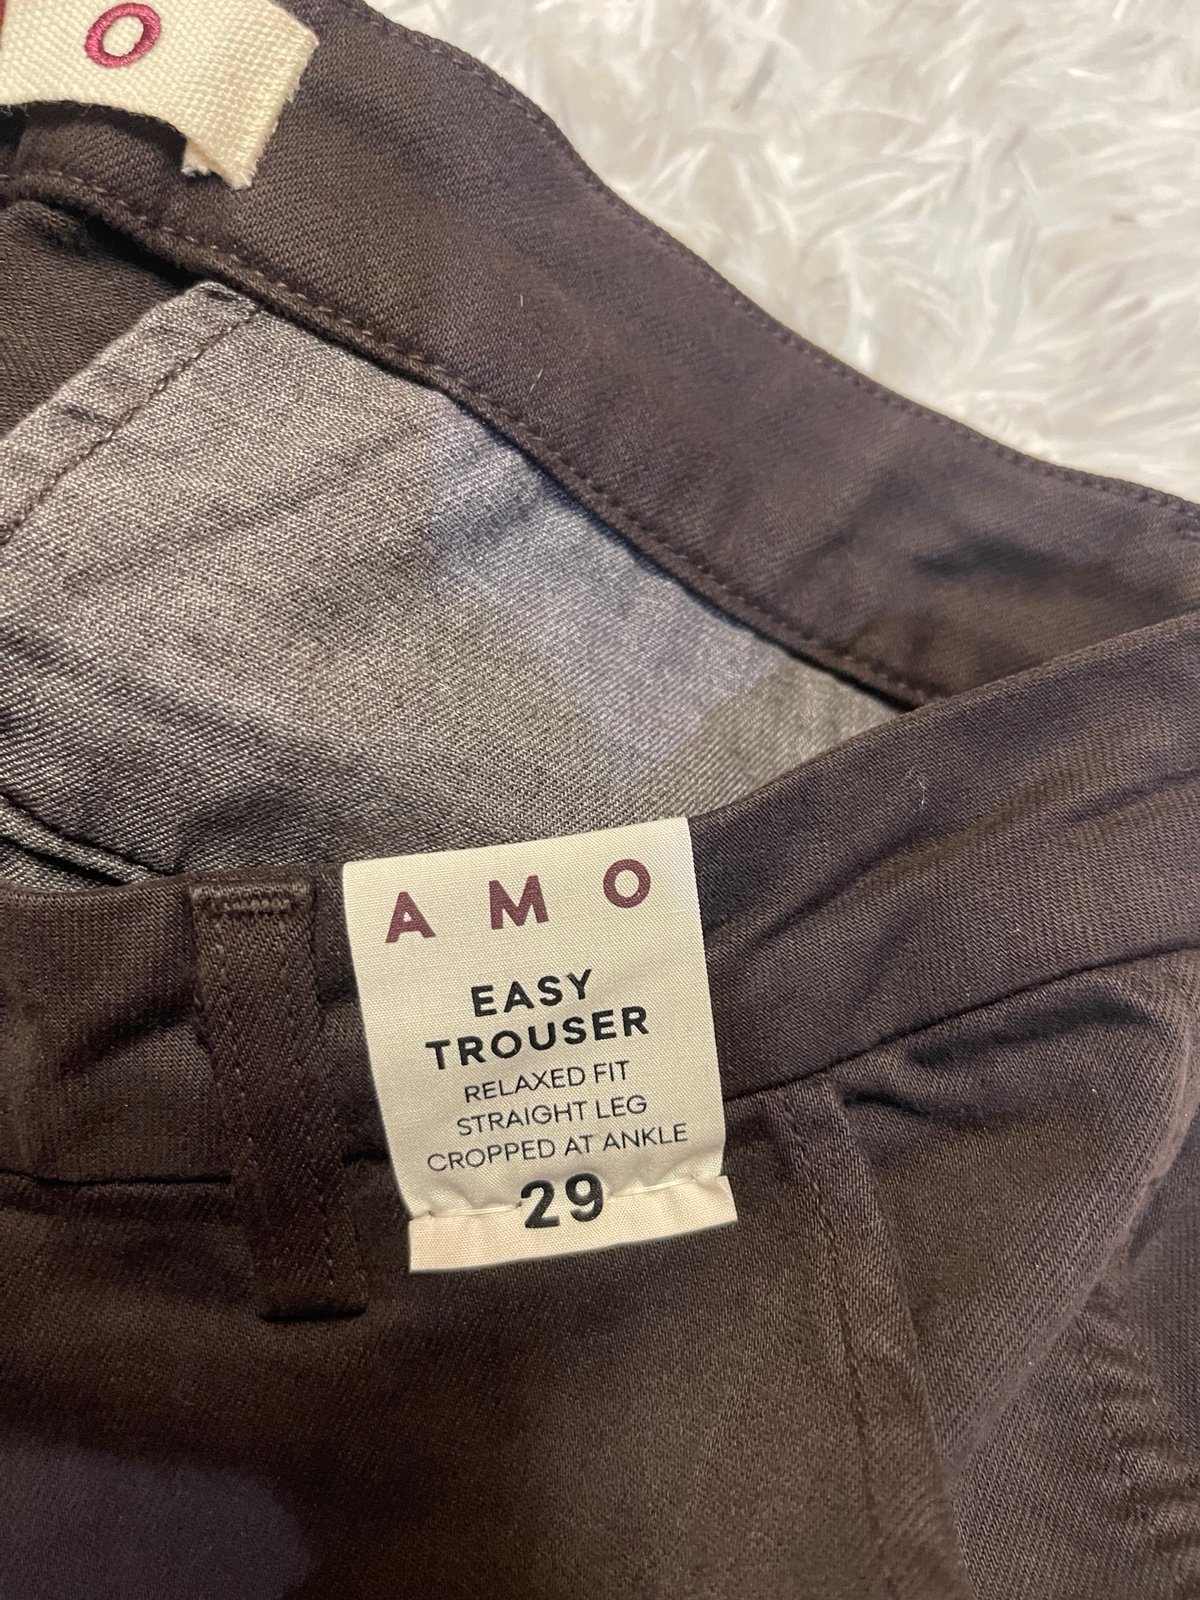 O
A M O
EASY
TROUSER
RELAXED FIT
STRAIGHT LEG
CROPPED AT ANKLE
29